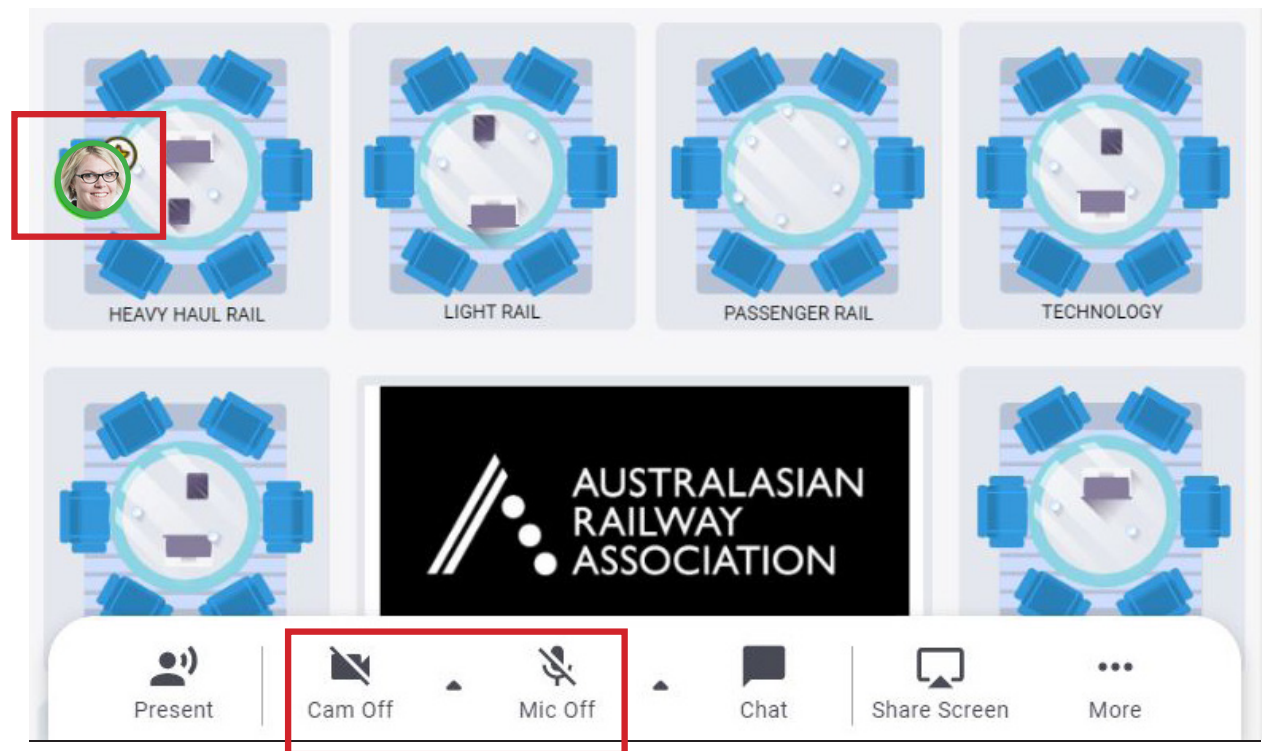 HEAVY HAUL RAIL
LIGHT RAIL
PASSENGER RAIL
TECHNOLOGY
AUSTRALASIAN
RAILWAY
ASSOCIATION
Present
Cam Off
Mic Off
Chat
Share Screen
More